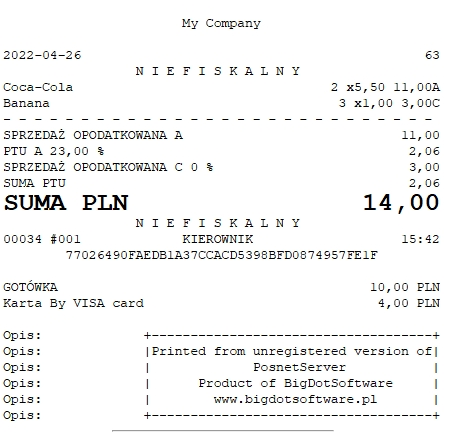 My Company
2022-04-26 63
N I E F I S K A L N Y
Coca-Cola 2 x5,50 11,00A
Banana 3 x1,00 3,00C
- - - - - - - - - - - - - - - - - - - - - - - - - - - -
SPRZEDAŻ OPODATKOWANA A 11,00
PTU A 23,00 % 2,06
SPRZEDAŻ OPODATKOWANA C 0 % 3,00
SUMA PTU 2,06
SUMA PLN 14,00
N I E F I S K A L N Y
00034 #001 KIEROWNIK 15:42
77026490FAEDB1A37CCACD5398BFD0874957FE1F
GOTÓWKA 10,00 PLN
Karta By VISA card 4,00 PLN
Opis: +------------------------------------+
Opis: |Printed from unregistered version of|
Opis: | PosnetServer |
Opis: | Product of BigDotSoftware |
Opis: | www.bigdotsoftware.pl |
Opis: +------------------------------------+